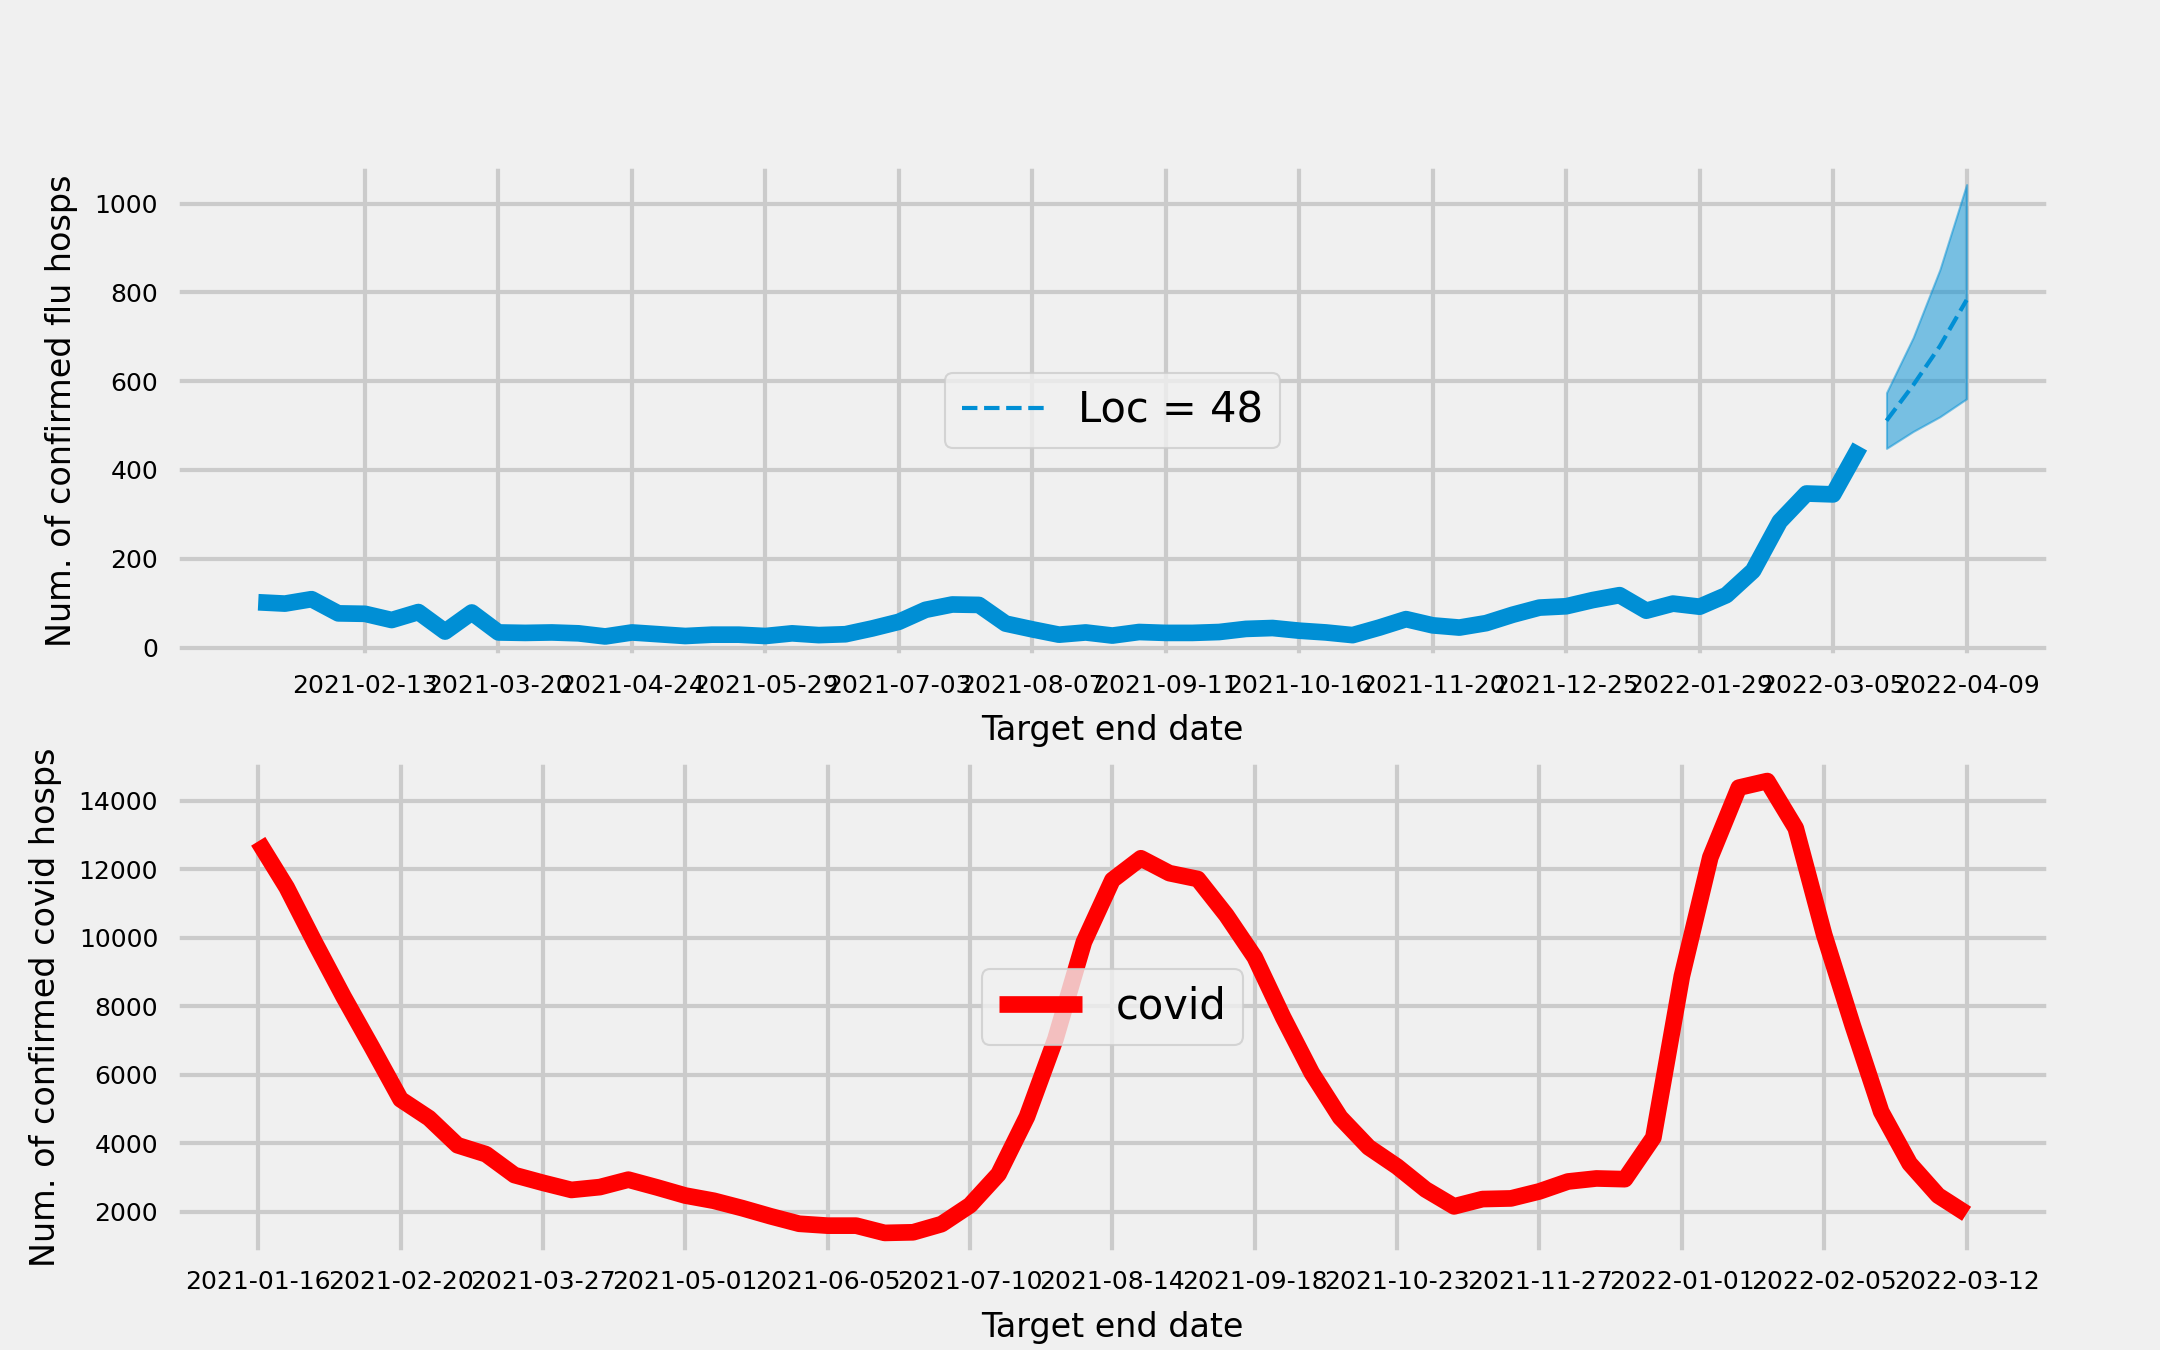 Num. of confirmed flu hosps
1000
800
600
400
200
0
Loc = 48
2021-02-13 2021-03-20 2021-04-24 2021-05-29 2021-07-03 2021-08-07 2021-09-11 2021-10-16 2021-11-20 2021-12-25 2022-01-29 2022-03-05 2022-04-09
Target end date
Num. of confirmed covid hosps
14000
12000
10000
8000
6000
4000
2000
covid
2021-01-16 2021-02-20 2021-03-27 2021-05-01 2021-06-05 2021-07-10 2021-08-14 2021-09-18 2021-10-23 2021-11-27 2022-01-01 2022-02-05 2022-03-12
Target end date